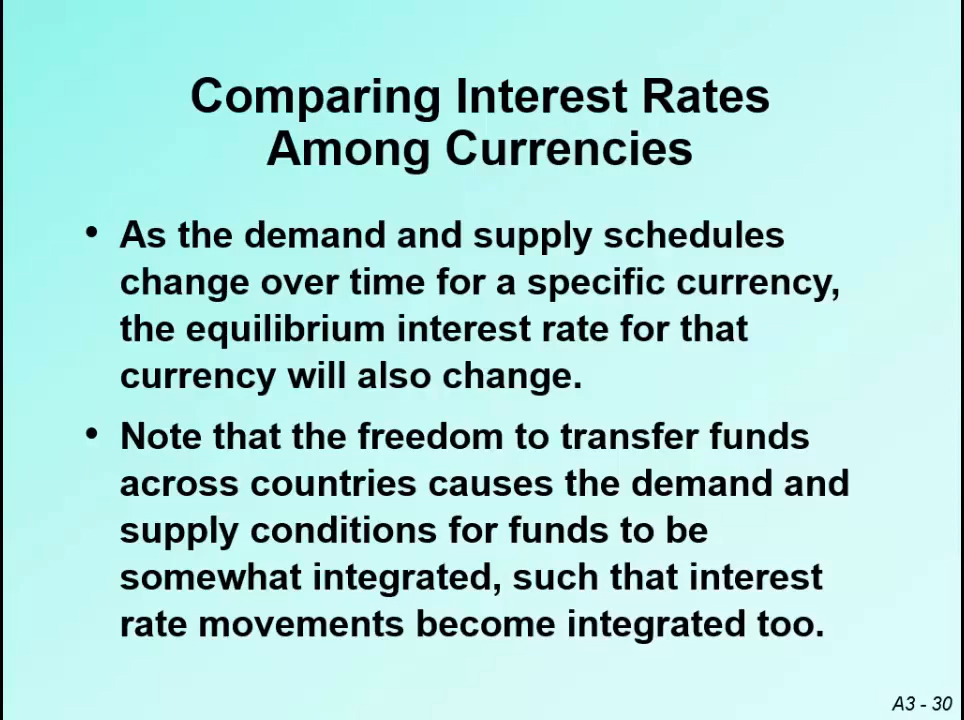 Comparing Interest Rates
Among Currencies
• As the demand and supply schedules
change over time for a specific currency,
the equilibrium interest rate for that
currency will also change.
• Note that the freedom to transfer funds
across countries causes the demand and
supply conditions for funds to be
somewhat integrated, such that interest
rate movements become integrated too.
A3 - 30